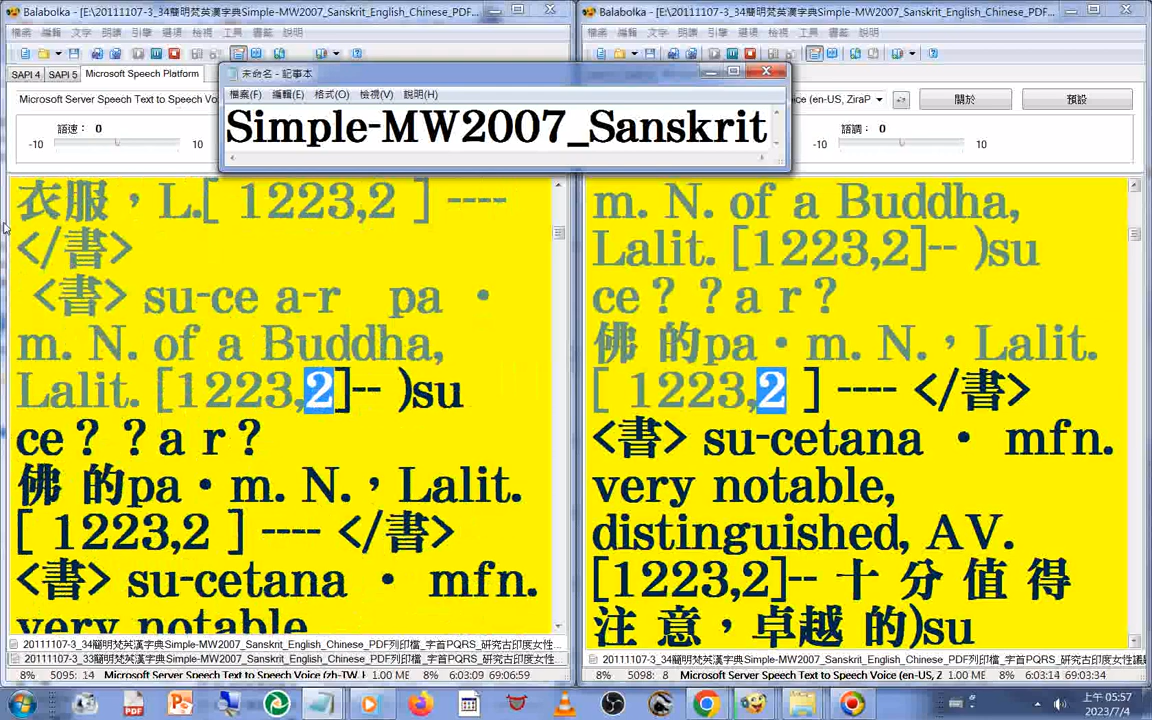 Balabolka - [E:\20111107-3_34簡明梵英漢字典Simple-MW2007_Sanskrit_English_Chinese_PDF...
檔案 編輯 文字 朗讀 引擎 選項 檢視 工具 書籤 說明
SAPI 4 SAPI 5 Microsoft Speech Platform
Microsoft Server Speech Text to Speech Vo
語速： 0
-10 10
衣服，L.[ 1223,2 ] ----
</書>
<書> su-ce a-r pa ・
m. N. of a Buddha,
Lalit. [1223,2]-- )su
ce？？a r？
佛 的pa・m. N.，Lalit.
[ 1223,2 ] ---- </書>
<書> su-cetana ・ mfn.
very notable
20111107-3_34簡明梵英漢字典Simple-MW2007_Sanskrit_English_Chinese_PDF列印檔_字首PQRS_研究古印度女性...
20111107-3_33簡明梵英漢字典Simple-MW2007_Sanskrit_English_Chinese_PDF列印檔_字首PQRS_研究古印度女性...
8% 5095: 14 Microsoft Server Speech Text to Speech Voice (zh-TW, 1.00 ME 8% 6:03:09 69:06:59
未命名 - 記事本
檔案(F) 編輯(E) 格式(O) 檢視(V) 說明(H)
Simple-MW2007_Sanskrit
Balabolka - [E:\20111107-3_34簡明梵英漢字典Simple-MW2007_Sanskrit_English_Chinese_PDF...
檔案 編輯 文字 朗讀 引擎 選項 檢視 工具 書籤 說明
ice (en-US, ZiraP 關於 預設
語調： 0
-10 10
m. N. of a Buddha,
Lalit. [1223,2]-- )su
ce？？a r？
佛 的pa・m. N.，Lalit.
[ 1223,2 ] ---- </書>
<書> su-cetana ・ mfn.
very notable,
distinguished, AV.
[1223,2]-- 十 分 值 得
注 意，卓越 的)su
20111107-3_34簡明梵英漢字典Simple-MW2007_Sanskrit_English_Chinese_PDF列印檔_字首PQRS_研究古印度女性議
8% 5098: 8 Microsoft Server Speech Text to Speech Voice (en-US, Z 1.00 ME 8% 6:03:14 69:03:34
上午 05:57
2023/7/4